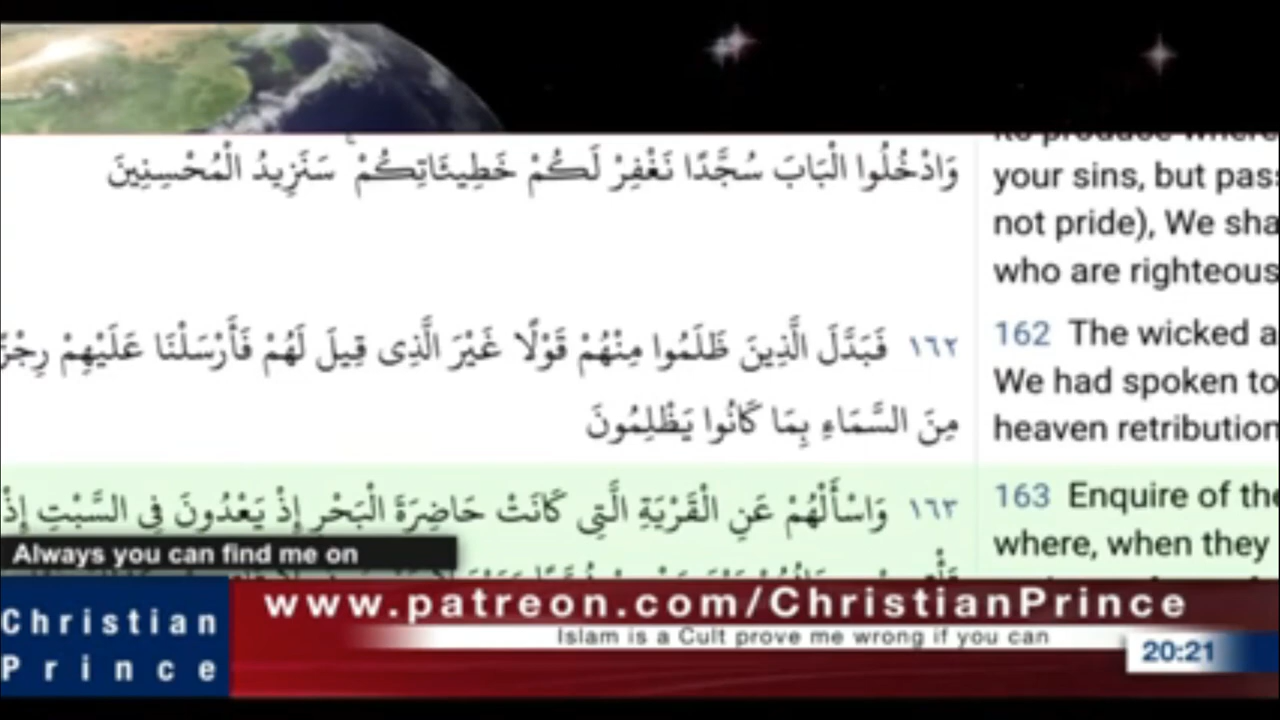 وَادْخُلُوا الْبَابَ سُجَّدًا نَغْفِرْ لَكُمْ خَطِيئَاتِكُمْ ۚ سَنَزِيدُ الْمُحْسِنِينَ
your sins, but pas
not pride), We sha
who are righteous
١٦٢ فَبَدَّلَ الَّذِينَ ظَلَمُوا مِنْهُمْ قَوْلًا غَيْرَ الَّذِى قِيلَ لَهُمْ فَأَرْسَلْنَا عَلَيْهِمْ رِجْزً
مِنَ السَّمَاءِ بِمَا كَانُوا يَظْلِمُونَ
162 The wicked a
We had spoken to
heaven retribution
١٦٣ وَاسْأَلْهُمْ عَنِ الْقَرْيَةِ الَّتِى كَانَتْ حَاضِرَةَ الْبَحْرِ إِذْ يَعْدُونَ فِى السَّبْتِ إِذْ
163 Enquire of the
where, when they
Always you can find me on
Christian
Prince
www.patreon.com/ChristianPrince
Islam is a Cult prove me wrong if you can
20:21